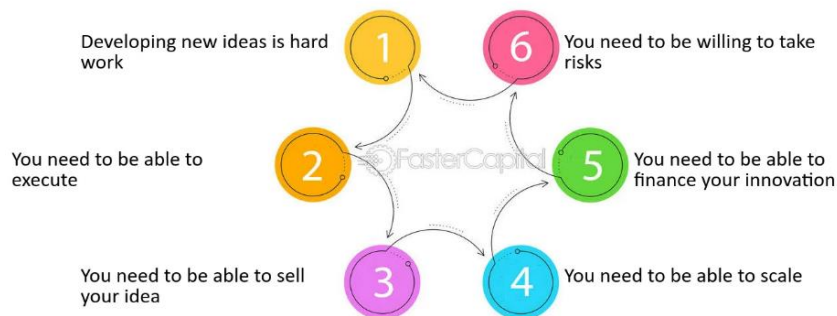 1
Developing new ideas is hard
work
2
You need to be able to
execute
3
You need to be able to sell
your idea
4
You need to be able to scale
5
You need to be able to
finance your innovation
6
You need to be willing to take
risks
FasterCapital